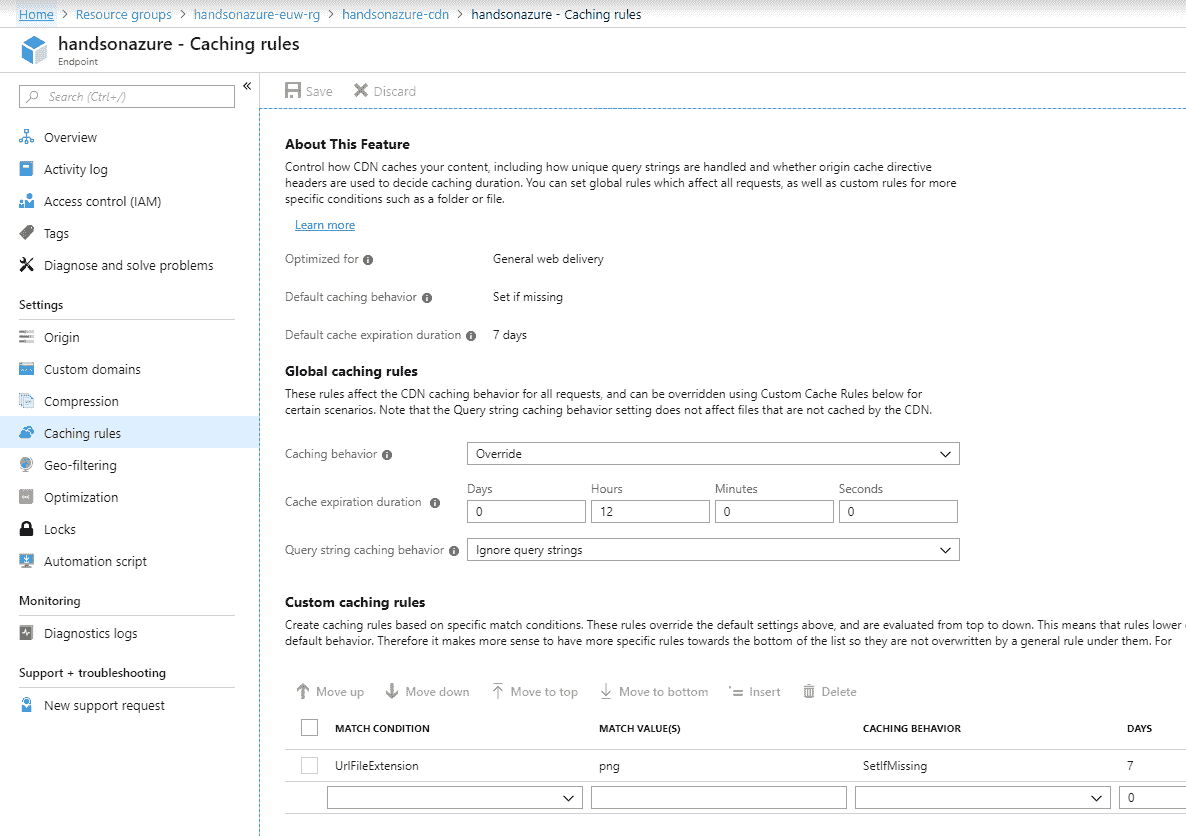 Home > Resource groups > handsonazure-euw-rg > handsonazure-cdn > handsonazure - Caching rules
handsonazure - Caching rules
Endpoint
Search (Ctrl+/)
Overview
Activity log
Access control (IAM)
Tags
Diagnose and solve problems
Settings
Origin
Custom domains
Compression
Caching rules
Geo-filtering
Optimization
Locks
Automation script
Monitoring
Diagnostics logs
Support + troubleshooting
New support request
Save Discard
About This Feature
Control how CDN caches your content, including how unique query strings are handled and whether origin cache directive
headers are used to decide caching duration. You can set global rules which affect all requests, as well as custom rules for more
specific conditions such as a folder or file.
Learn more
Optimized for General web delivery
Default caching behavior Set if missing
Default cache expiration duration 7 days
Global caching rules
These rules affect the CDN caching behavior for all requests, and can be overridden using Custom Cache Rules below for
certain scenarios. Note that the Query string caching behavior setting does not affect files that are not cached by the CDN.
Caching behavior Override
Days Hours Minutes Seconds
Cache expiration duration 0 12 0 0
Query string caching behavior Ignore query strings
Custom caching rules
Create caching rules based on specific match conditions. These rules override the default settings above, and are evaluated from top to down. This means that rules lower
default behavior. Therefore it makes more sense to have more specific rules towards the bottom of the list so they are not overwritten by a general rule under them. For
Move up Move down Move to top Move to bottom Insert Delete
MATCH CONDITION MATCH VALUE(S) CACHING BEHAVIOR DAYS
UrlFileExtension png SetIfMissing 7
0